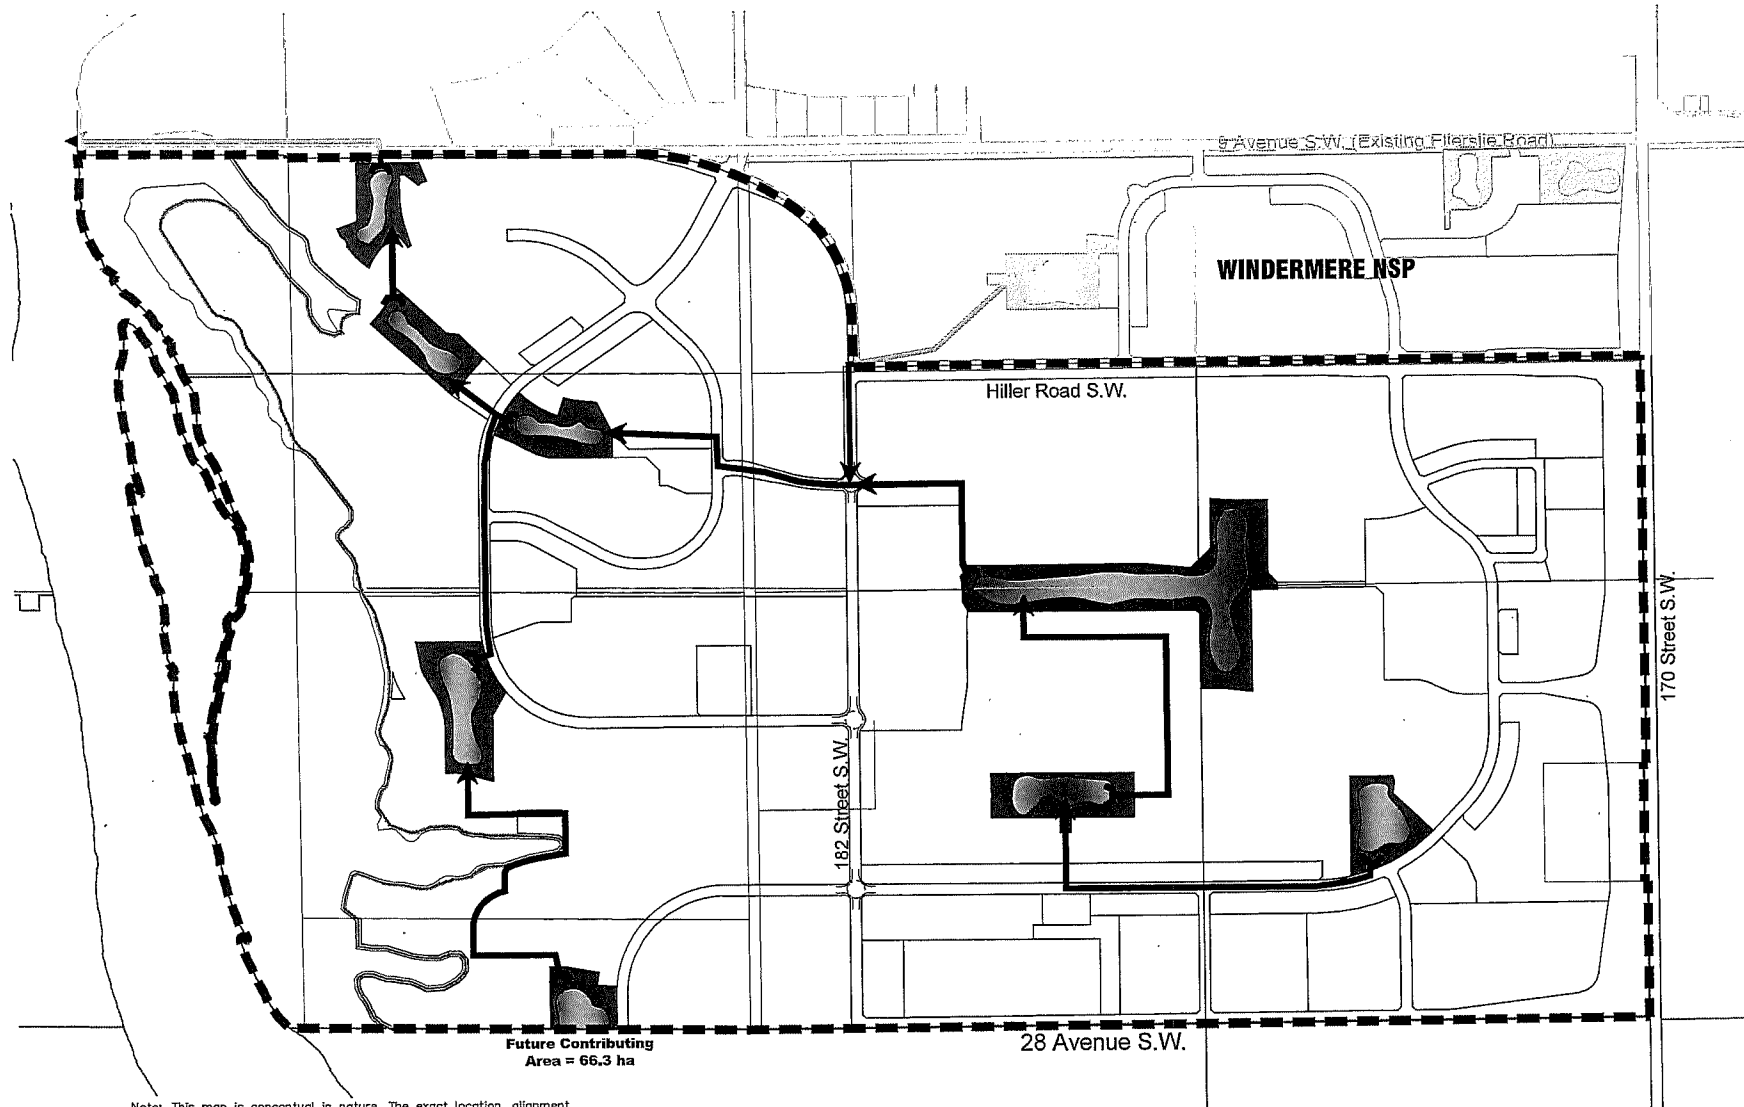 9 Avenue S.W. (Existing Ellerslie Road)
WINDERMERE NSP
Hiller Road S.W.
170 Street S.W.
182 Street S.W.
Future Contributing
Area = 66.3 ha
28 Avenue S.W.
Note: This map is conceptual in nature. The exact location, alignment